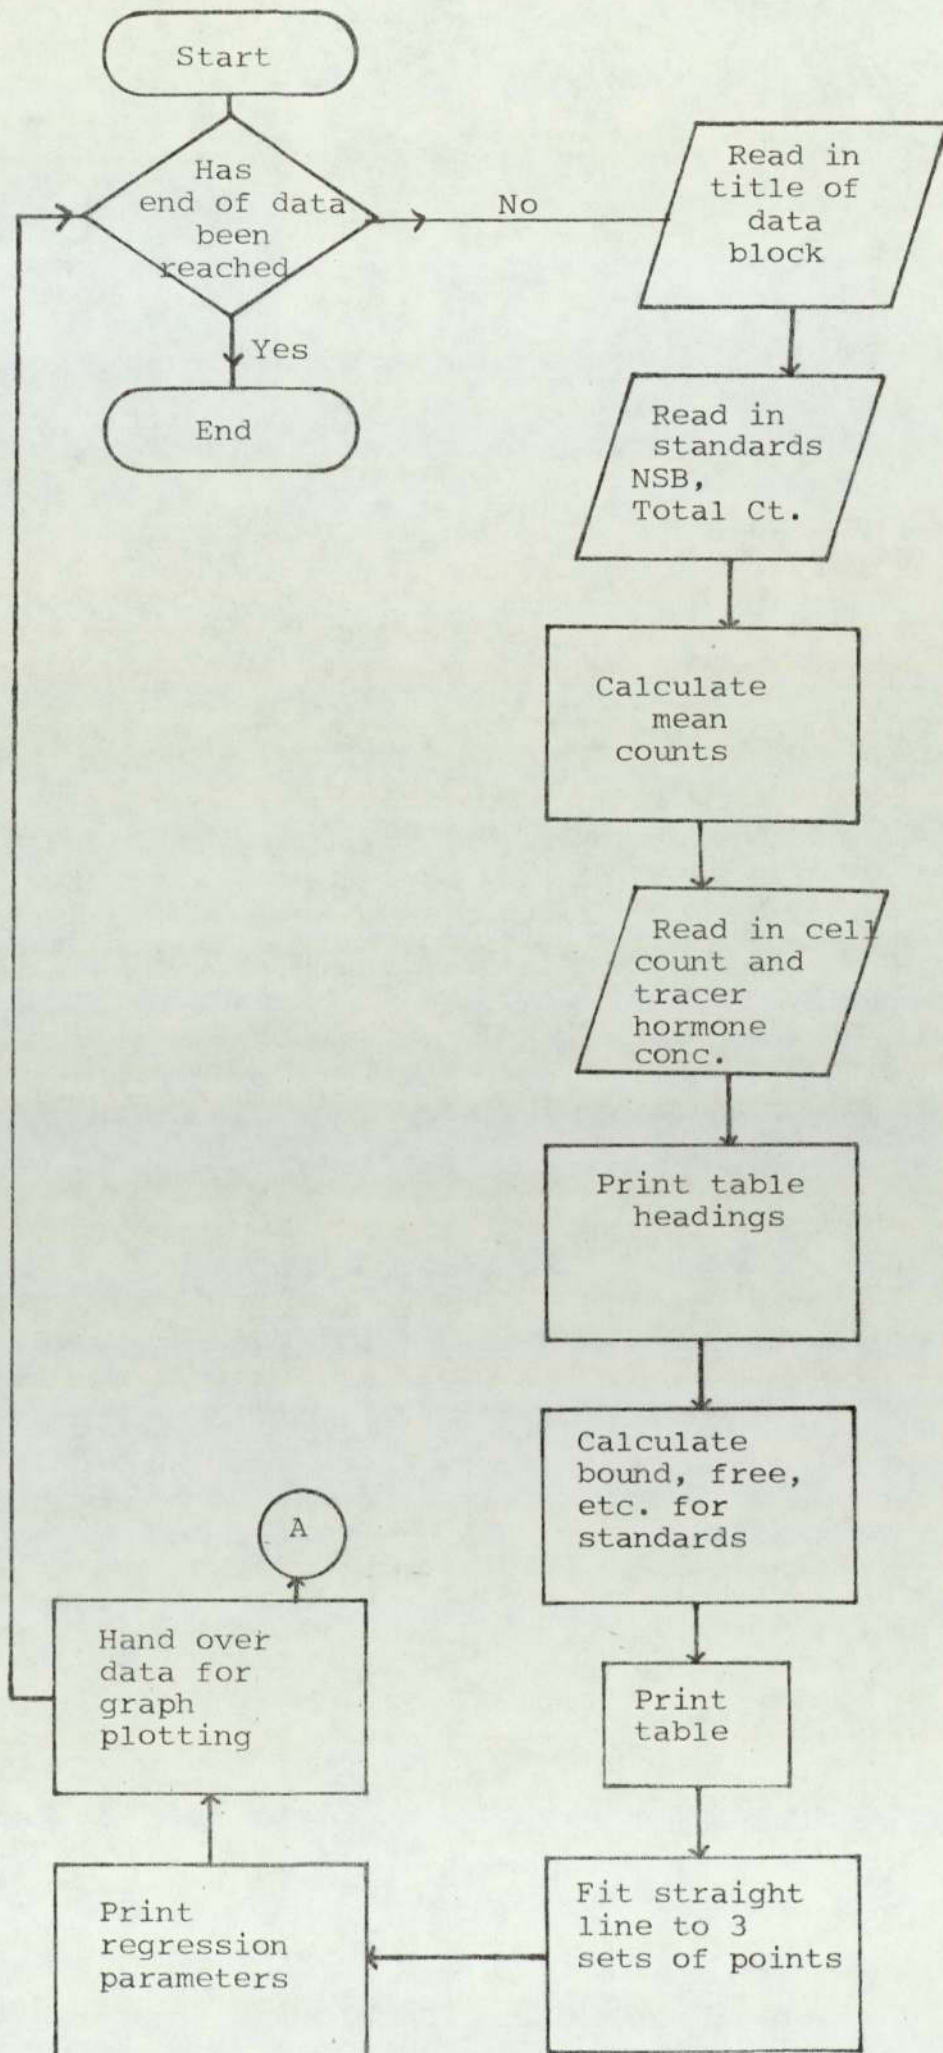 Start
Has
end of data
been
reached
No
Yes
End
Read in
title of
data
block
Read in
standards
NSB,
Total Ct.
Calculate
mean
counts
Read in cell
count and
tracer
hormone
conc.
Print table
headings
Calculate
bound, free,
etc. for
standards
Print
table
Fit straight
line to 3
sets of points
Print
regression
parameters
Hand over
data for
graph
plotting
A